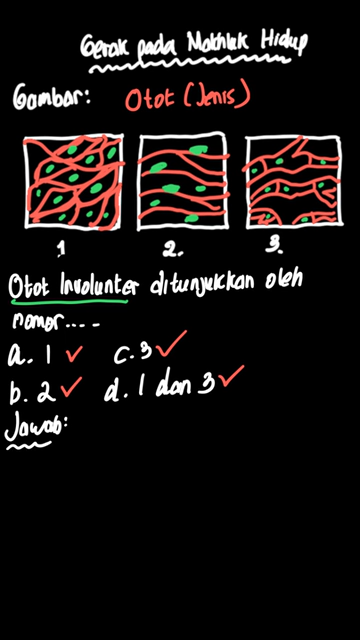 Gerak pada Makhluk Hidup
Gambar: Otot (Jenis)
1. 2. 3.
Otot Involunter ditunjukkan oleh
nomor....
a. 1 ✓ c. 3 ✓
b. 2 ✓ d. 1 dan 3 ✓
Jawab: